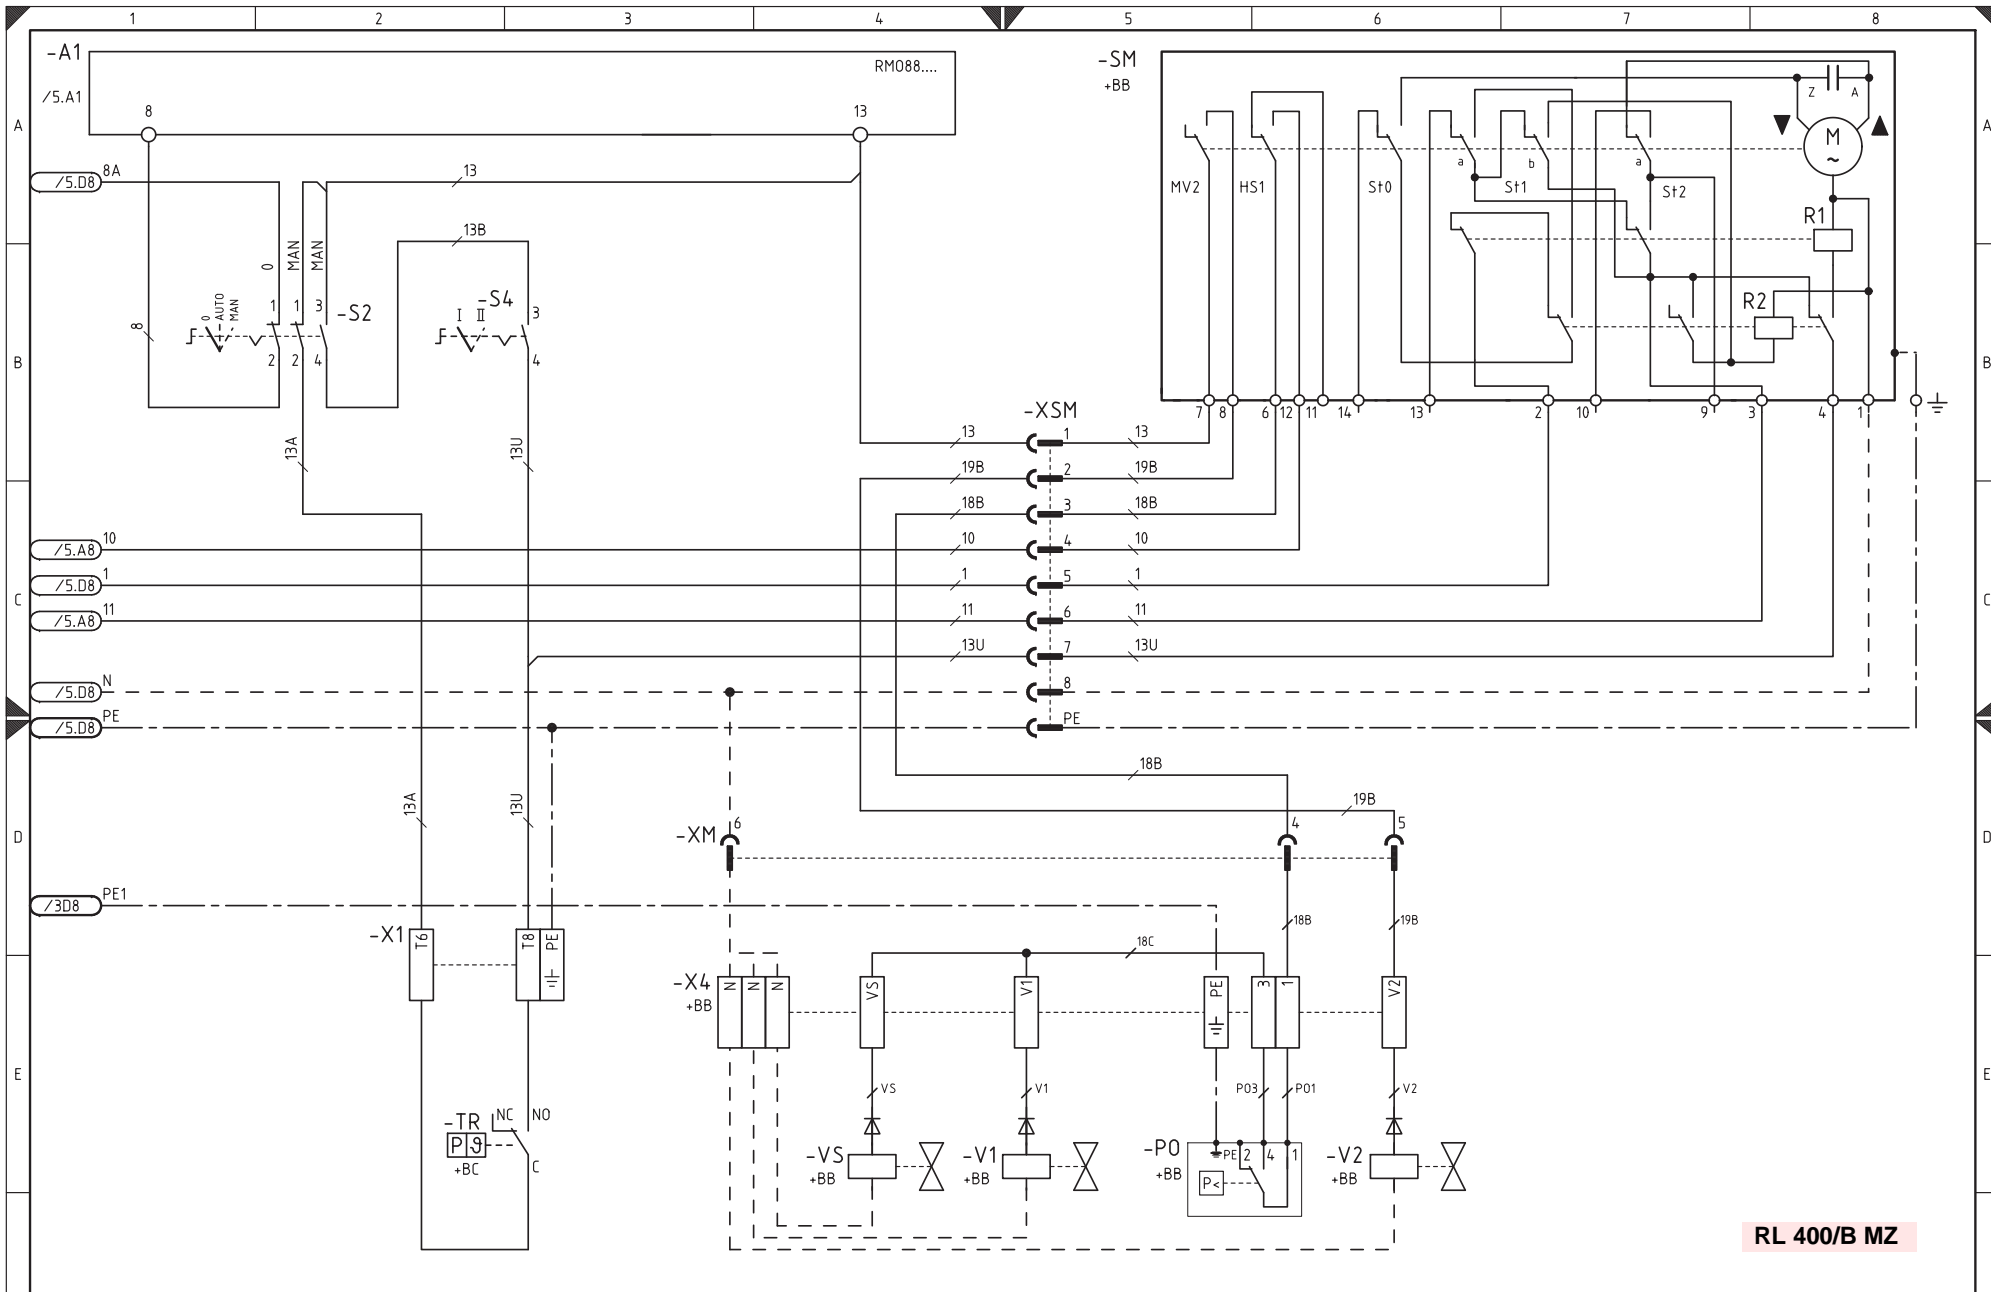 1 2 3 4 5 6 7 8
-A1
RMO88....
/5.A1
8 13
-SM
+BB
Z A
M
~
A A
a b a
MV2 HS1 St0 St1 St2
R1
R2
/5.D8 8A
13
13B
0 MAN MAN
0 AUTO MAN
1 1 3
-S2
2 2 4
I II
-S4
3
4
8
B B
7 8 6 12 11 14 13 2 10 9 3 4 1
-XSM
13A
13U
13 1 13
19B 2 19B
18B 3 18B
/5.A8 10 10 4 10
/5.D8 1 1 5 1
C C
/5.A8 11 11 6 11
13U 7 13U
/5.D8 N 8
/5.D8 PE PE
18B
19B
13A 13U
D D
-XM 6 4 5
/3D8 PE1
18B 19B
-X1 T6 T8 PE
18C
-X4
+BB
N N N VS V1 PE 3 1 V2
E E
VS V1 PO3 PO1 V2
-TR
P ϑ
+BC
NC NO
C
-VS
+BB
-V1
+BB
-PO
+BB
PE 2 4 1
P<
-V2
+BB
RL 400/B MZ